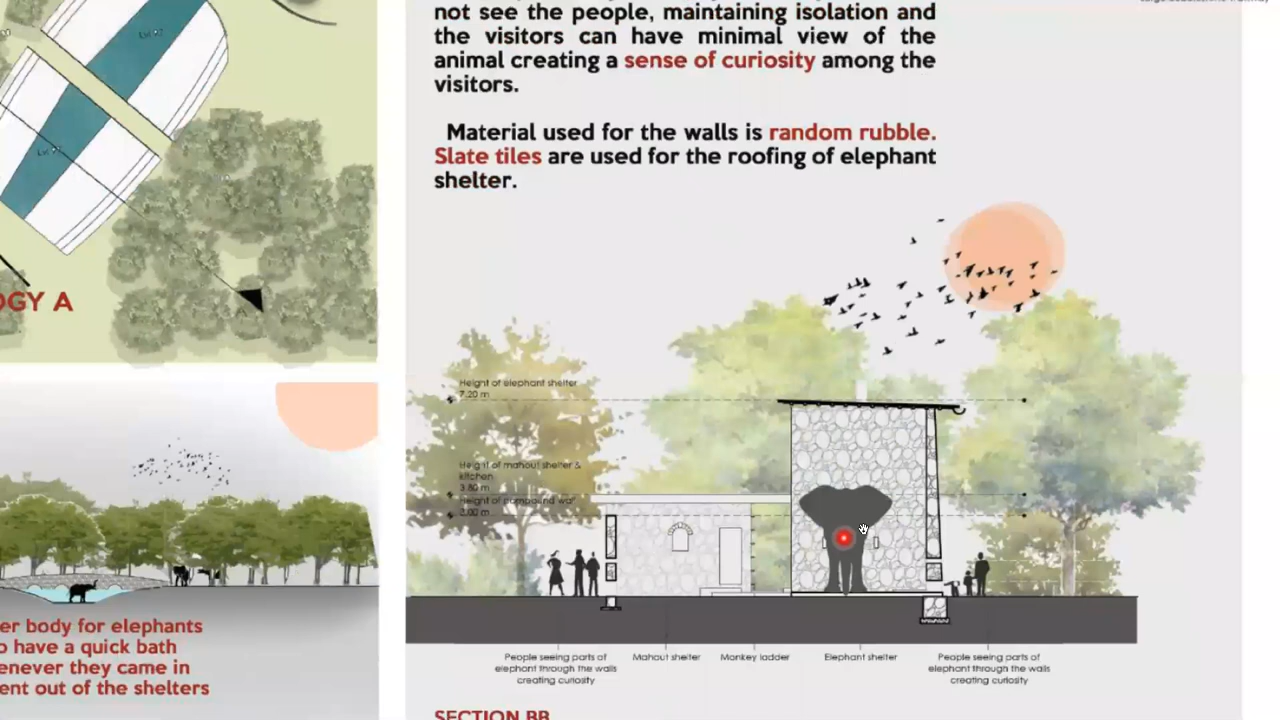 not see the people, maintaining isolation and
the visitors can have minimal view of the
animal creating a sense of curiosity among the
visitors.
Material used for the walls is random rubble.
Slate tiles are used for the roofing of elephant
shelter.
OGY A
Height of elephant shelter
7.20 m
Height of mahout shelter &
kitchen
3.80 m
Height of compound wall
People seeing parts of
elephant through the walls
creating curiosity
Mahout shelter
Monkey ladder
Elephant shelter
People seeing parts of
elephant through the walls
creating curiosity
er body for elephants
o have a quick bath
enever they came in
ent out of the shelters
SECTION BB